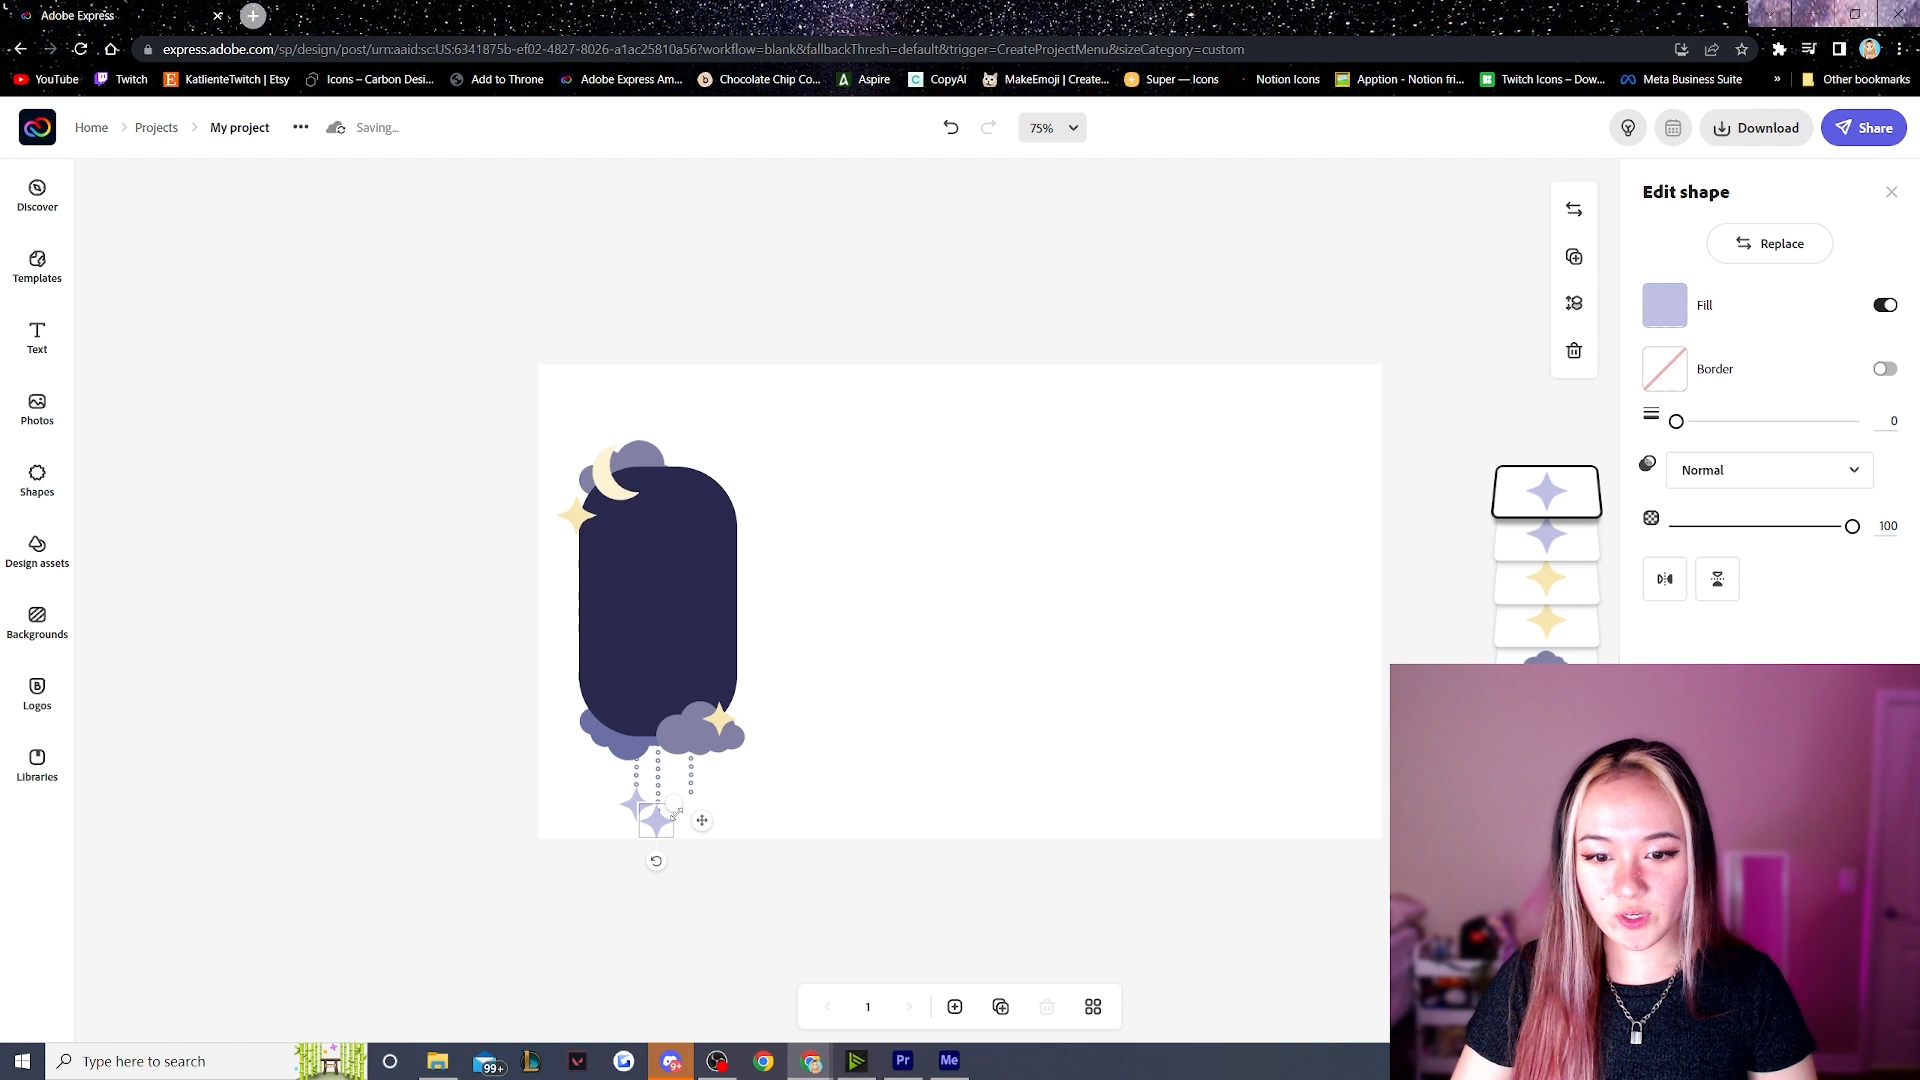 Adobe Express
express.adobe.com/sp/design/post/urn:aaid:sc:US:6341875b-ef02-4827-8026-a1ac25810a56?workflow=blank&fallbackThresh=default&trigger=CreateProjectMenu&sizeCategory=custom
YouTube Twitch KatlienteTwitch | Etsy Icons – Carbon Desi... Add to Throne Adobe Express Am... Chocolate Chip Co... Aspire CopyAI MakeEmoji | Create... Super — Icons Notion Icons Apption - Notion fri... Twitch Icons – Dow... Meta Business Suite » Other bookmarks
Home Projects My project ••• Saving... 75% Download Share
Discover
Templates
Text
Photos
Shapes
Design assets
Backgrounds
Logos
Libraries
Edit shape
Replace
Fill
Border
0
Normal
100
1
Type here to search
99+
9+
Pr
Me